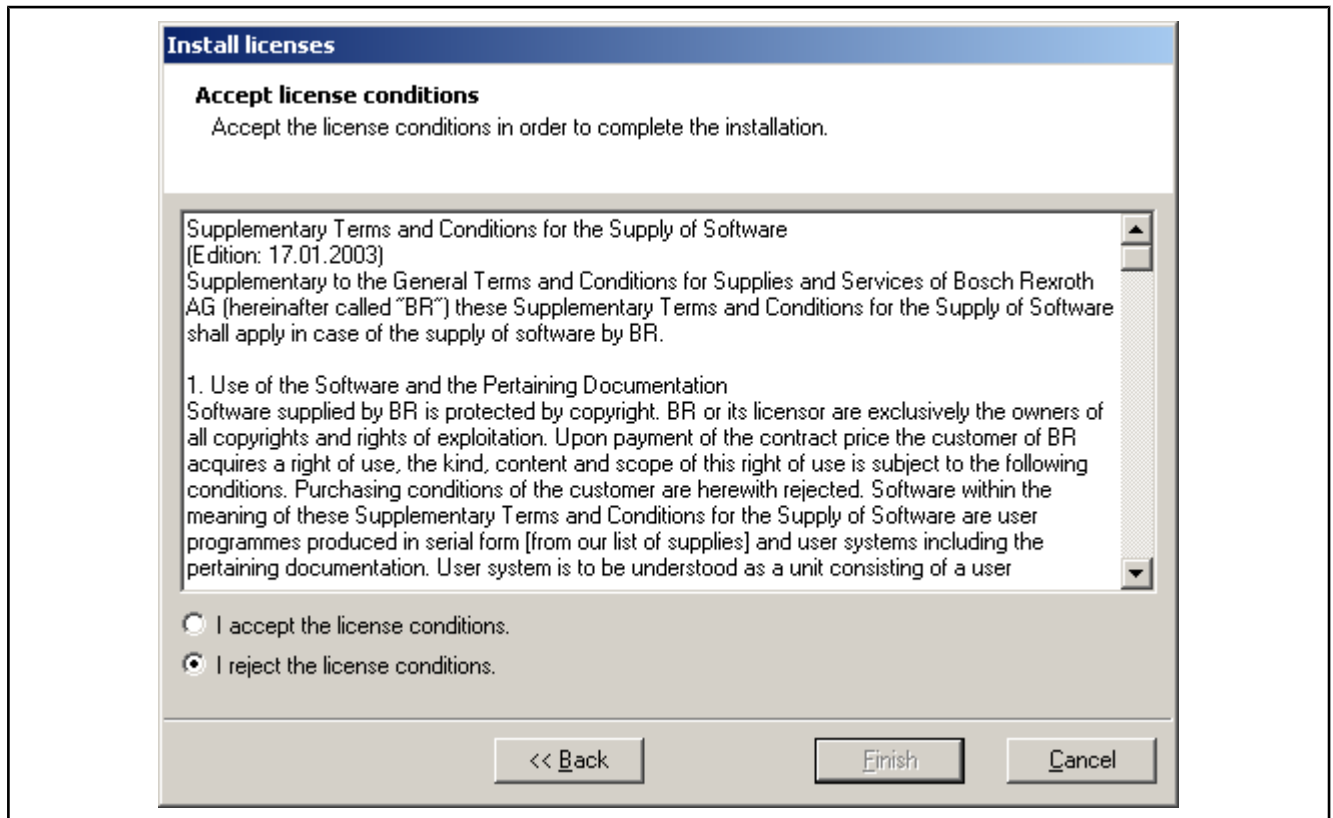 Install licenses
Accept license conditions
Accept the license conditions in order to complete the installation.
Supplementary Terms and Conditions for the Supply of Software
(Edition: 17.01.2003)
Supplementary to the General Terms and Conditions for Supplies and Services of Bosch Rexroth
AG (hereinafter called "BR") these Supplementary Terms and Conditions for the Supply of Software
shall apply in case of the supply of software by BR.
1. Use of the Software and the Pertaining Documentation
Software supplied by BR is protected by copyright. BR or its licensor are exclusively the owners of
all copyrights and rights of exploitation. Upon payment of the contract price the customer of BR
acquires a right of use, the kind, content and scope of this right of use is subject to the following
conditions. Purchasing conditions of the customer are herewith rejected. Software within the
meaning of these Supplementary Terms and Conditions for the Supply of Software are user
programmes produced in serial form [from our list of supplies] and user systems including the
pertaining documentation. User system is to be understood as a unit consisting of a user
I accept the license conditions.
I reject the license conditions.
<< Back Finish Cancel